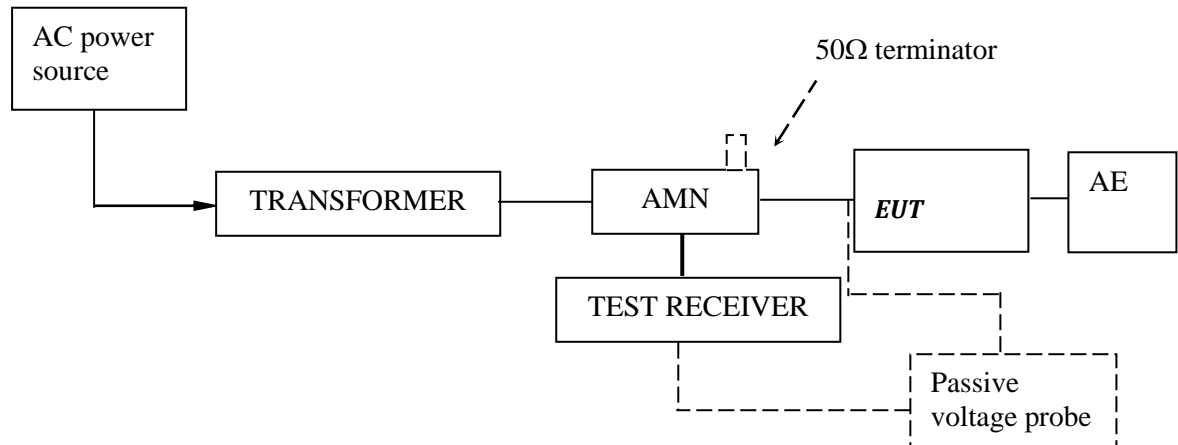 AC power
source
50Ω terminator
TRANSFORMER
AMN
EUT
AE
TEST RECEIVER
Passive
voltage probe